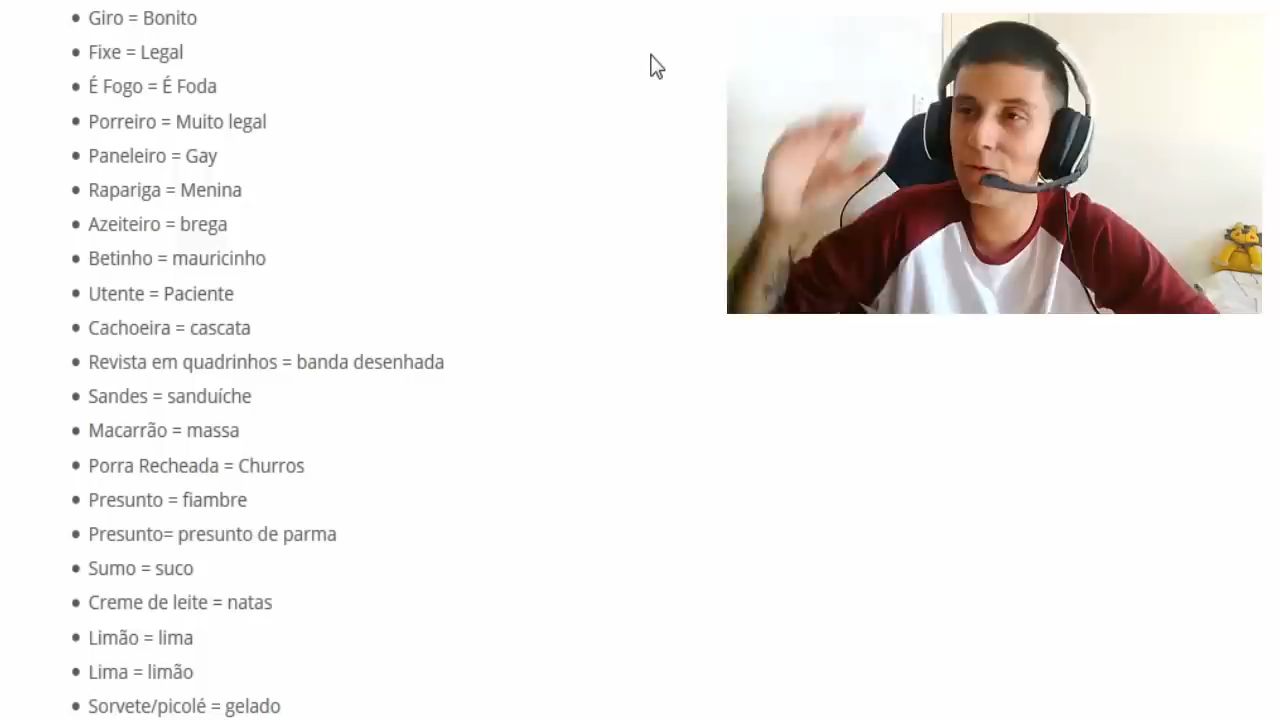 Giro = Bonito
Fixe = Legal
É Fogo = É Foda
Porreiro = Muito legal
Paneleiro = Gay
Rapariga = Menina
Azeiteiro = brega
Betinho = mauricinho
Utente = Paciente
Cachoeira = cascata
Revista em quadrinhos = banda desenhada
Sandes = sanduíche
Macarrão = massa
Porra Recheada = Churros
Presunto = fiambre
Presunto= presunto de parma
Sumo = suco
Creme de leite = natas
Limão = lima
Lima = limão
Sorvete/picolé = gelado